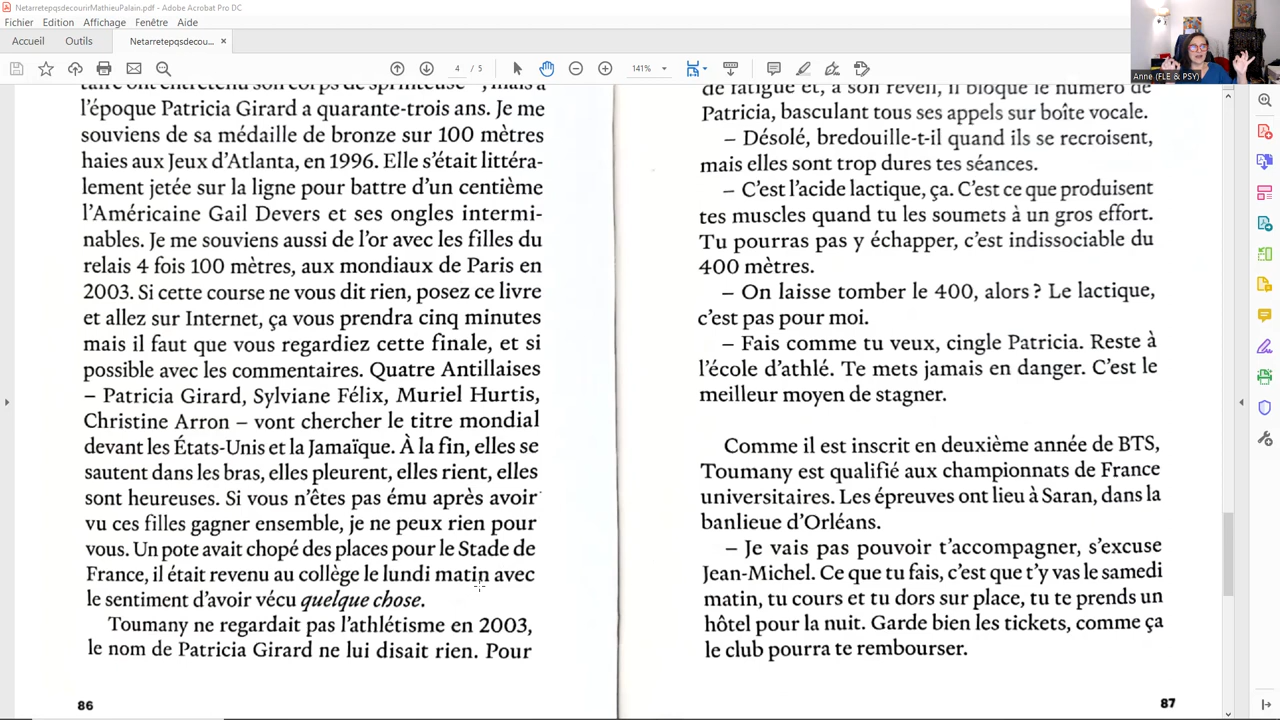 NetarretepqsdecourirMathieuPalain.pdf - Adobe Acrobat Pro DC
Fichier Edition Affichage Fenêtre Aide
Accueil Outils Netarretepqsdecou... ×
4 / 5 141%
Anne (FLE & PSY)
l'époque Patricia Girard a quarante-trois ans. Je me
souviens de sa médaille de bronze sur 100 mètres
haies aux Jeux d'Atlanta, en 1996. Elle s'était littéra-
lement jetée sur la ligne pour battre d'un centième
l'Américaine Gail Devers et ses ongles intermi-
nables. Je me souviens aussi de l'or avec les filles du
relais 4 fois 100 mètres, aux mondiaux de Paris en
2003. Si cette course ne vous dit rien, posez ce livre
et allez sur Internet, ça vous prendra cinq minutes
mais il faut que vous regardiez cette finale, et si
possible avec les commentaires. Quatre Antillaises
– Patricia Girard, Sylviane Félix, Muriel Hurtis,
Christine Arron – vont chercher le titre mondial
devant les États-Unis et la Jamaïque. À la fin, elles se
sautent dans les bras, elles pleurent, elles rient, elles
sont heureuses. Si vous n'êtes pas ému après avoir
vu ces filles gagner ensemble, je ne peux rien pour
vous. Un pote avait chopé des places pour le Stade de
France, il était revenu au collège le lundi matin avec
le sentiment d'avoir vécu quelque chose.
Toumany ne regardait pas l'athlétisme en 2003,
le nom de Patricia Girard ne lui disait rien. Pour
86
de fatigue et, à son réveil, il bloque le numéro de
Patricia, basculant tous ses appels sur boîte vocale.
– Désolé, bredouille-t-il quand ils se recroisent,
mais elles sont trop dures tes séances.
– C'est l'acide lactique, ça. C'est ce que produisent
tes muscles quand tu les soumets à un gros effort.
Tu pourras pas y échapper, c'est indissociable du
400 mètres.
– On laisse tomber le 400, alors ? Le lactique,
c'est pas pour moi.
– Fais comme tu veux, cingle Patricia. Reste à
l'école d'athlé. Te mets jamais en danger. C'est le
meilleur moyen de stagner.
Comme il est inscrit en deuxième année de BTS,
Toumany est qualifié aux championnats de France
universitaires. Les épreuves ont lieu à Saran, dans la
banlieue d'Orléans.
– Je vais pas pouvoir t'accompagner, s'excuse
Jean-Michel. Ce que tu fais, c'est que t'y vas le samedi
matin, tu cours et tu dors sur place, tu te prends un
hôtel pour la nuit. Garde bien les tickets, comme ça
le club pourra te rembourser.
87